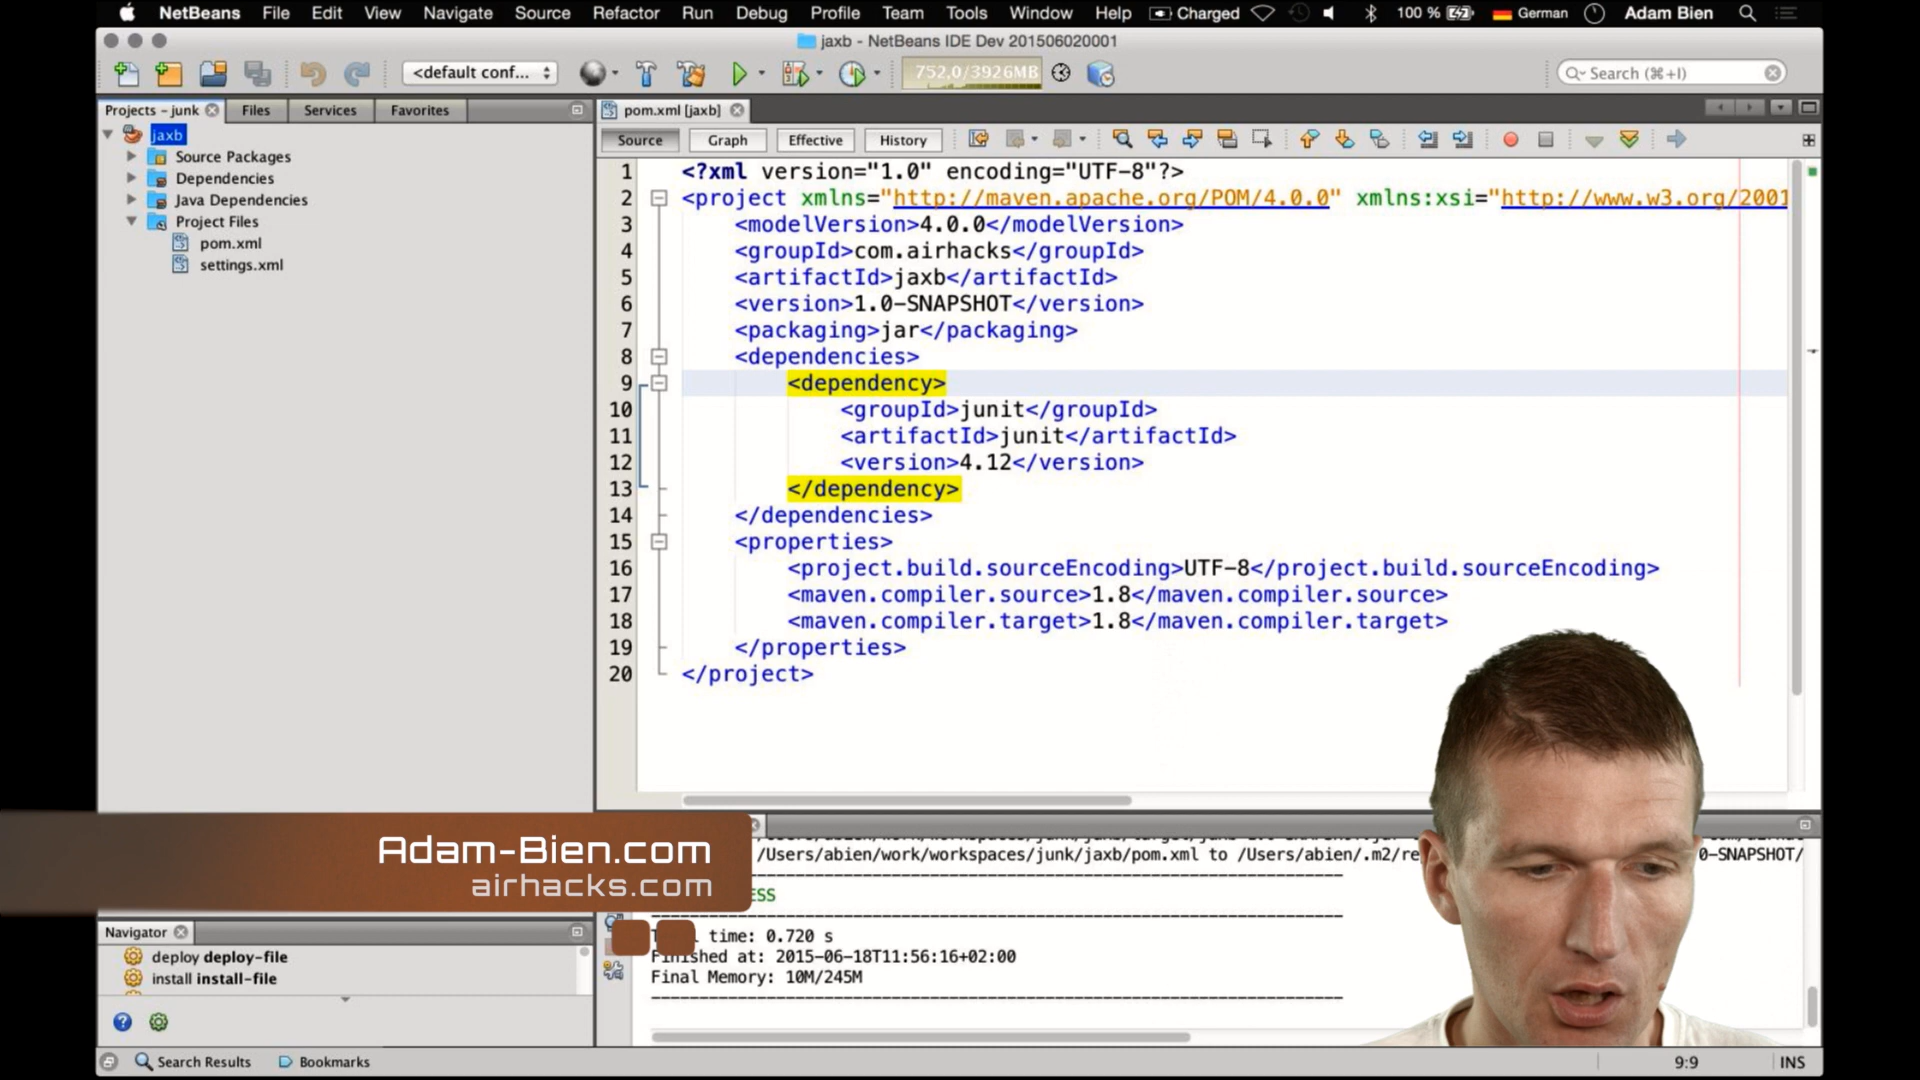 NetBeans File Edit View Navigate Source Refactor Run Debug Profile Team Tools Window Help Charged 100 % German Adam Bien
jaxb - NetBeans IDE Dev 201506020001
<default conf... 752,0/3926MB Search (⌘+I)
Projects - junk Files Services Favorites
pom.xml [jaxb]
jaxb
Source Packages
Dependencies
Java Dependencies
Project Files
pom.xml
settings.xml
Source Graph Effective History
1 <?xml version="1.0" encoding="UTF-8"?>
2 <project xmlns="http://maven.apache.org/POM/4.0.0" xmlns:xsi="http://www.w3.org/2001
3 <modelVersion>4.0.0</modelVersion>
4 <groupId>com.airhacks</groupId>
5 <artifactId>jaxb</artifactId>
6 <version>1.0-SNAPSHOT</version>
7 <packaging>jar</packaging>
8 <dependencies>
9 <dependency>
10 <groupId>junit</groupId>
11 <artifactId>junit</artifactId>
12 <version>4.12</version>
13 </dependency>
14 </dependencies>
15 <properties>
16 <project.build.sourceEncoding>UTF-8</project.build.sourceEncoding>
17 <maven.compiler.source>1.8</maven.compiler.source>
18 <maven.compiler.target>1.8</maven.compiler.target>
19 </properties>
20 </project>
Adam-Bien.com
airhacks.com
/Users/abien/work/workspaces/junk/jaxb/pom.xml to /Users/abien/.m2/re 0-SNAPSHOT/
ESS
time: 0.720 s
Finished at: 2015-06-18T11:56:16+02:00
Final Memory: 10M/245M
Navigator
deploy deploy-file
install install-file
Search Results Bookmarks
9:9 INS